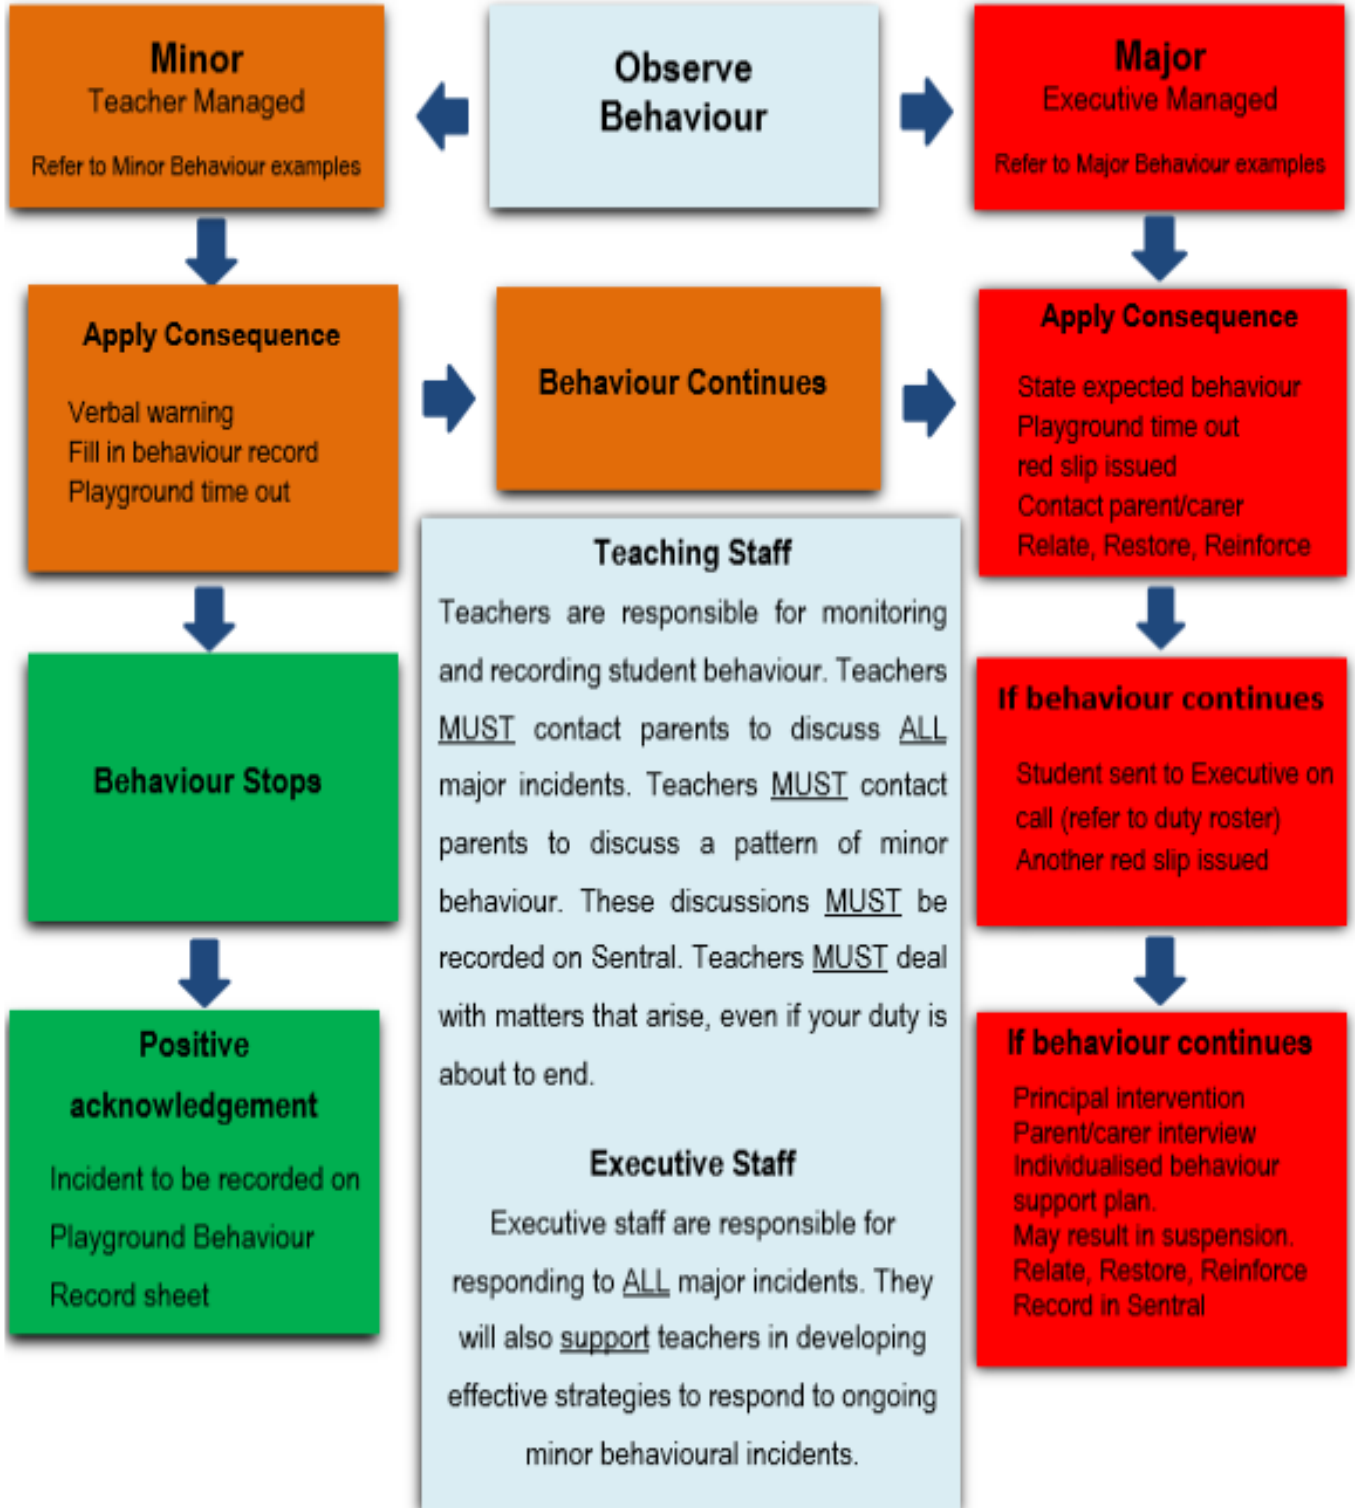 Minor
Teacher Managed
Refer to Minor Behaviour examples
Observe
Behaviour
Major
Executive Managed
Refer to Major Behaviour examples
Apply Consequence
Verbal warning
Fill in behaviour record
Playground time out
Behaviour Continues
Apply Consequence
State expected behaviour
Playground time out
red slip issued
Contact parent/carer
Relate, Restore, Reinforce
Behaviour Stops
If behaviour continues
Student sent to Executive on
call (refer to duty roster)
Another red slip issued
Positive
acknowledgement
Incident to be recorded on
Playground Behaviour
Record sheet
If behaviour continues
Principal intervention
Parent/carer interview
Individualised behaviour
support plan.
May result in suspension.
Relate, Restore, Reinforce
Record in Sentral
Teaching Staff
Teachers are responsible for monitoring
and recording student behaviour. Teachers
MUST contact parents to discuss ALL
major incidents. Teachers MUST contact
parents to discuss a pattern of minor
behaviour. These discussions MUST be
recorded on Sentral. Teachers MUST deal
with matters that arise, even if your duty is
about to end.
Executive Staff
Executive staff are responsible for
responding to ALL major incidents. They
will also support teachers in developing
effective strategies to respond to ongoing
minor behavioural incidents.